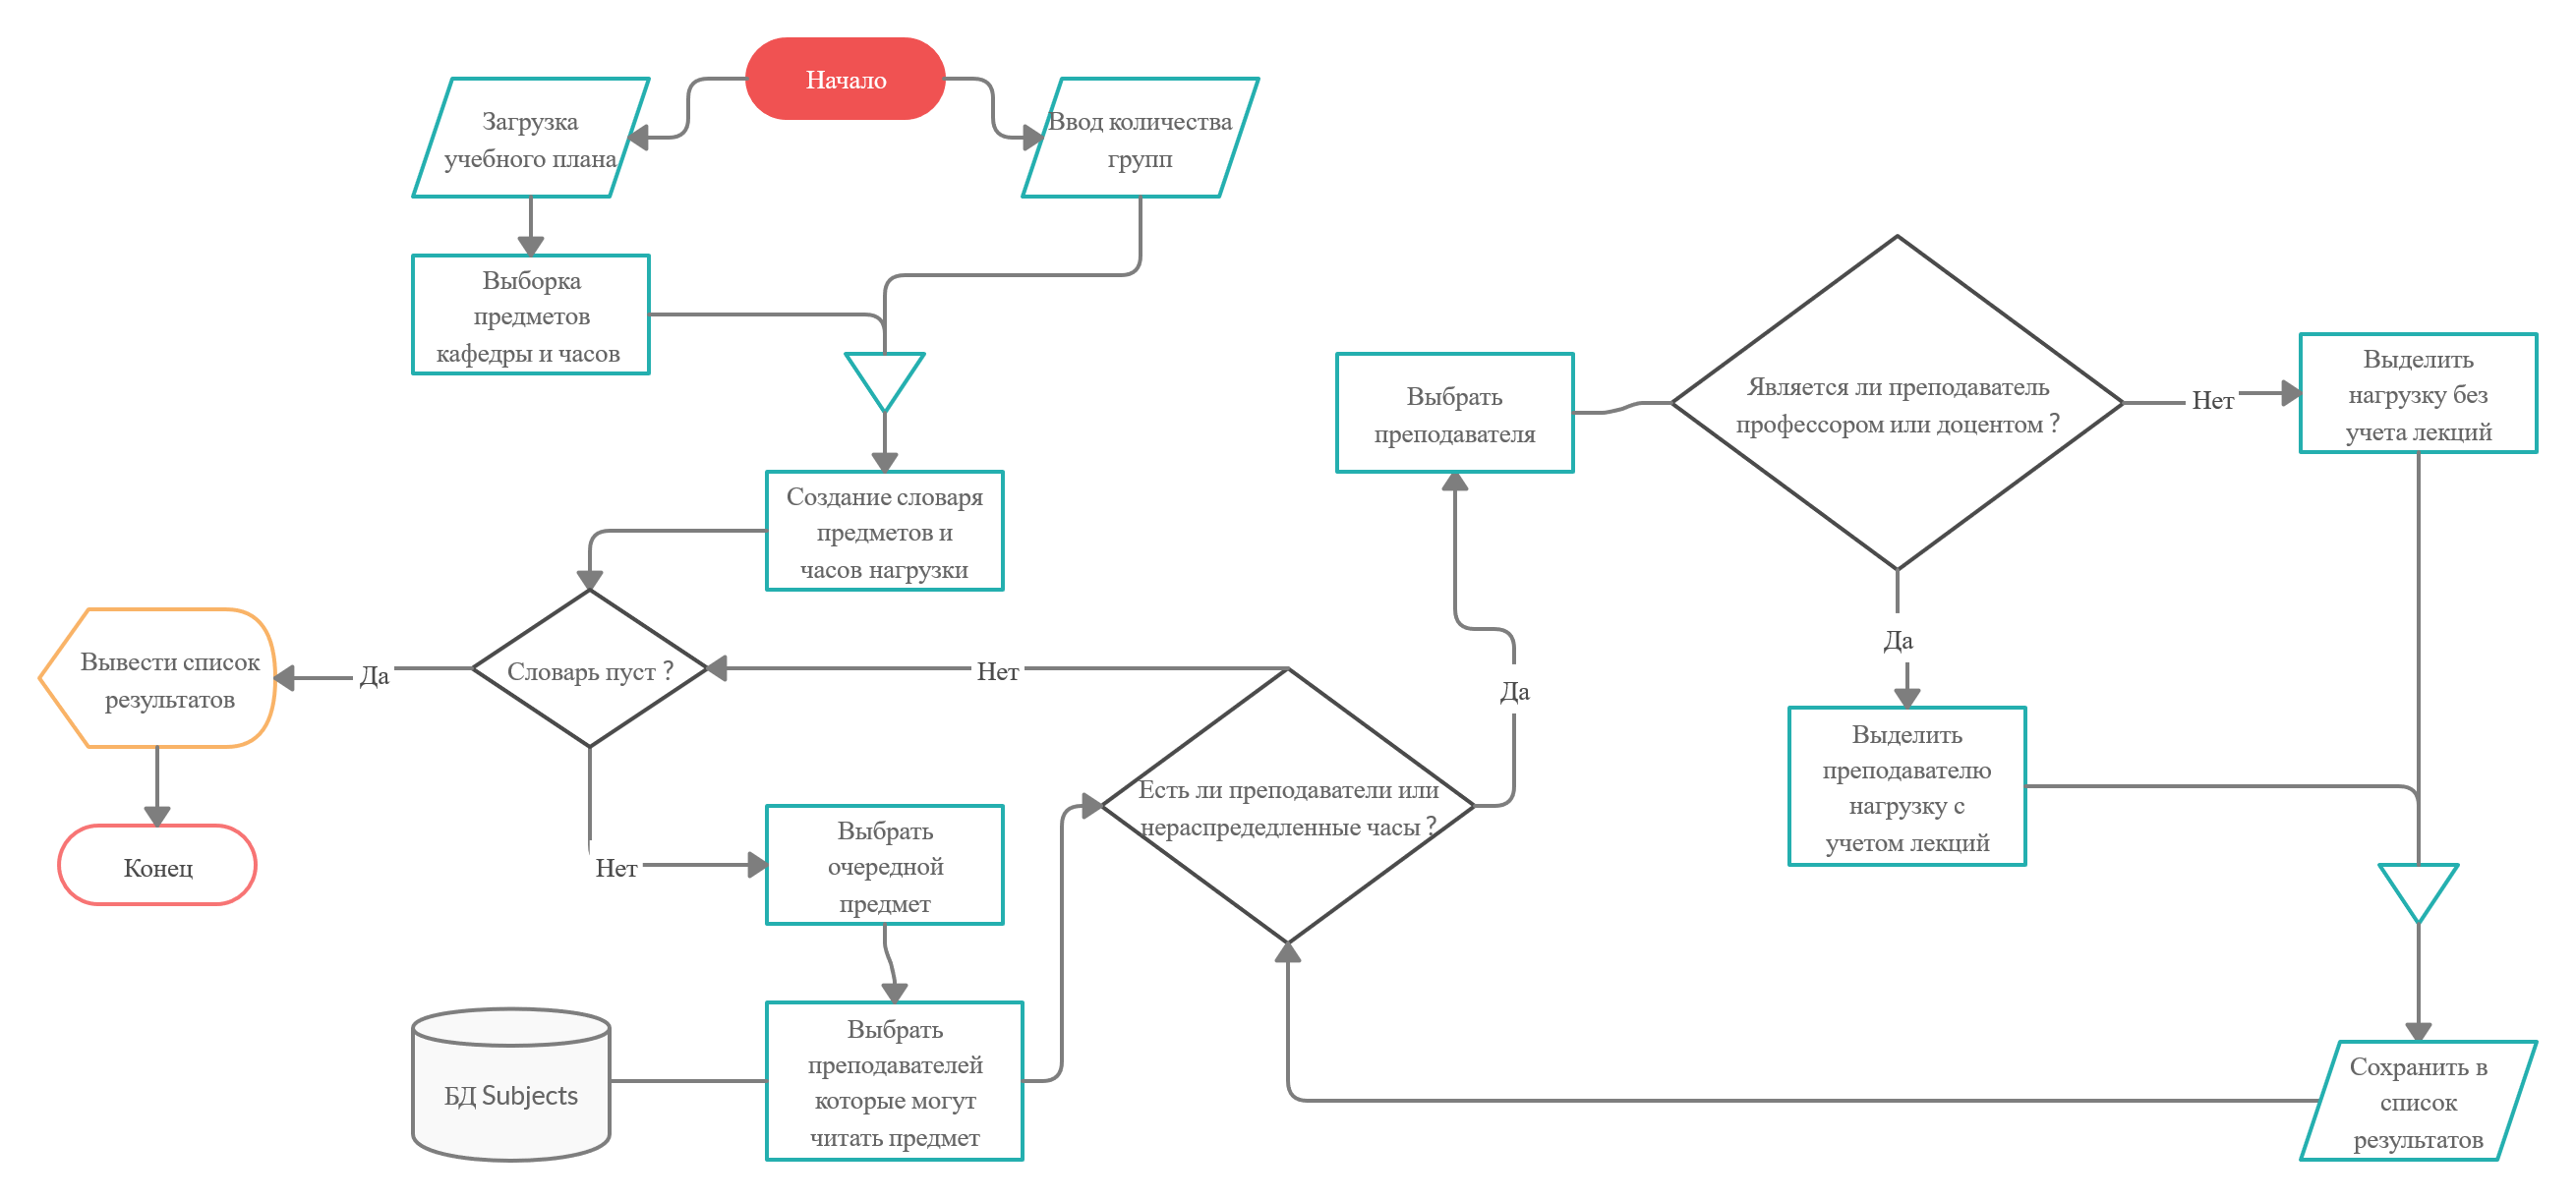 Начало
Загрузка
учебного плана
Ввод количества
групп
Выборка
предметов
кафедры и часов
Создание словаря
предметов и
часов нагрузки
Словарь пуст ?
Да
Вывести список
результатов
Конец
Нет
Выбрать
очередной
предмет
БД Subjects
Выбрать
преподавателей
которые могут
читать предмет
Есть ли преподаватели или
нераспредедленные часы ?
Нет
Да
Выбрать
преподавателя
Является ли преподаватель
профессором или доцентом ?
Нет
Выделить
нагрузку без
учета лекций
Да
Выделить
преподавателю
нагрузку с
учетом лекций
Сохранить в
список
результатов